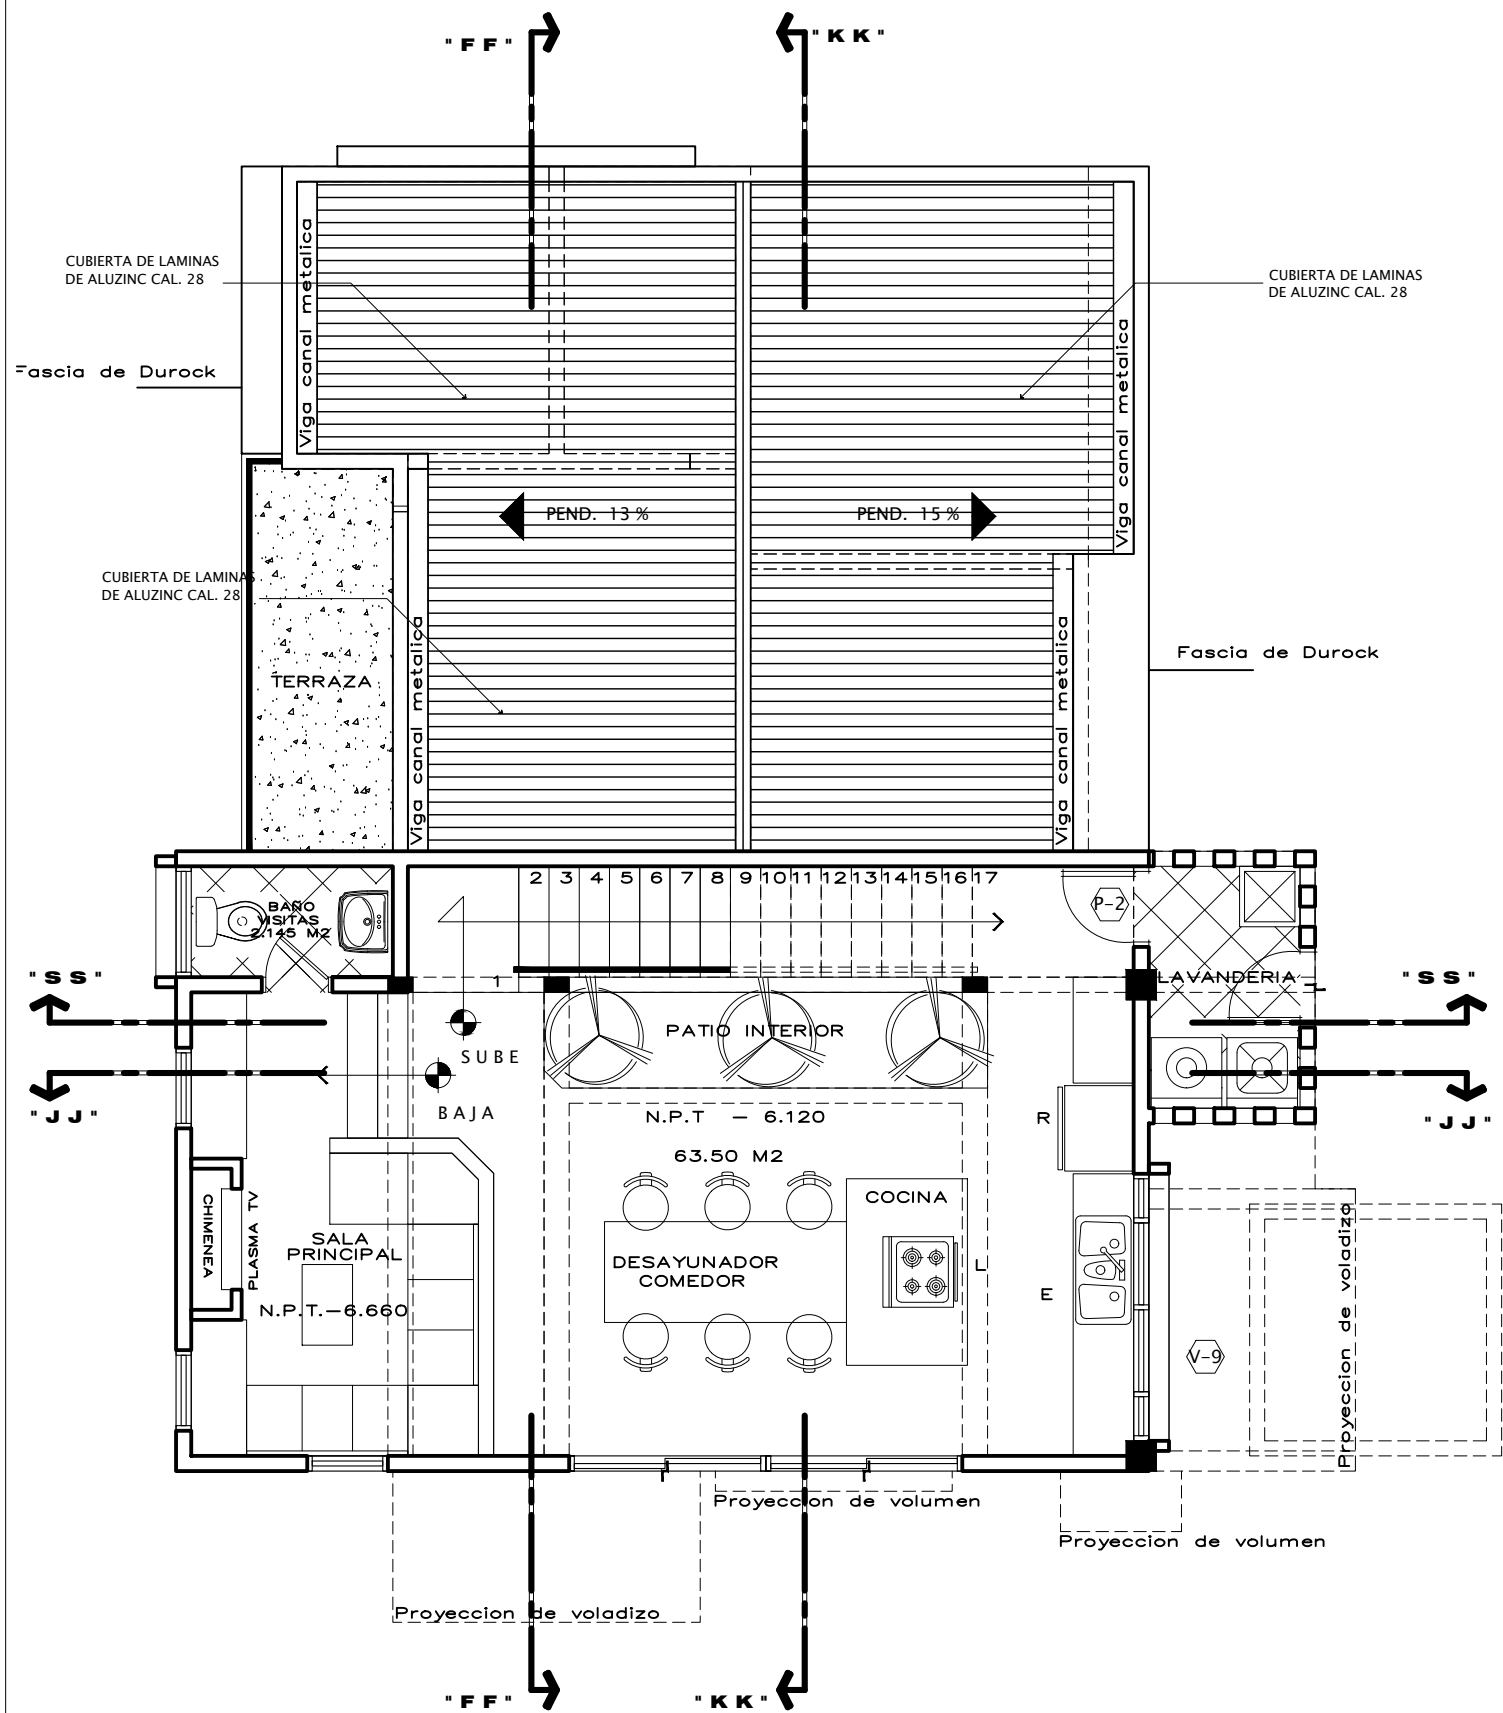 "FF"
"KK"
CUBIERTA DE LAMINAS
DE ALUZINC CAL. 28
CUBIERTA DE LAMINAS
DE ALUZINC CAL. 28
Viga canal metalica
Viga canal metalica
Fascia de Durock
PEND. 13 %
PEND. 15 %
CUBIERTA DE LAMINAS
DE ALUZINC CAL. 28
Viga canal metalica
Viga canal metalica
TERRAZA
Fascia de Durock
2 3 4 5 6 7 8 9 10 11 12 13 14 15 16 17
BAÑO
VISITAS
2.145 M2
P-2
1
LAVANDERIA
"SS"
"SS"
PATIO INTERIOR
SUBE
BAJA
"JJ"
"JJ"
N.P.T - 6.120
R
63.50 M2
COCINA
CHIMENEA
PLASMA TV
SALA
PRINCIPAL
DESAYUNADOR
COMEDOR
L
E
N.P.T.-6.660
V-9
Proyeccion de voladizo
Proyeccion de volumen
Proyeccion de volumen
Proyeccion de voladizo
"FF"
"KK"